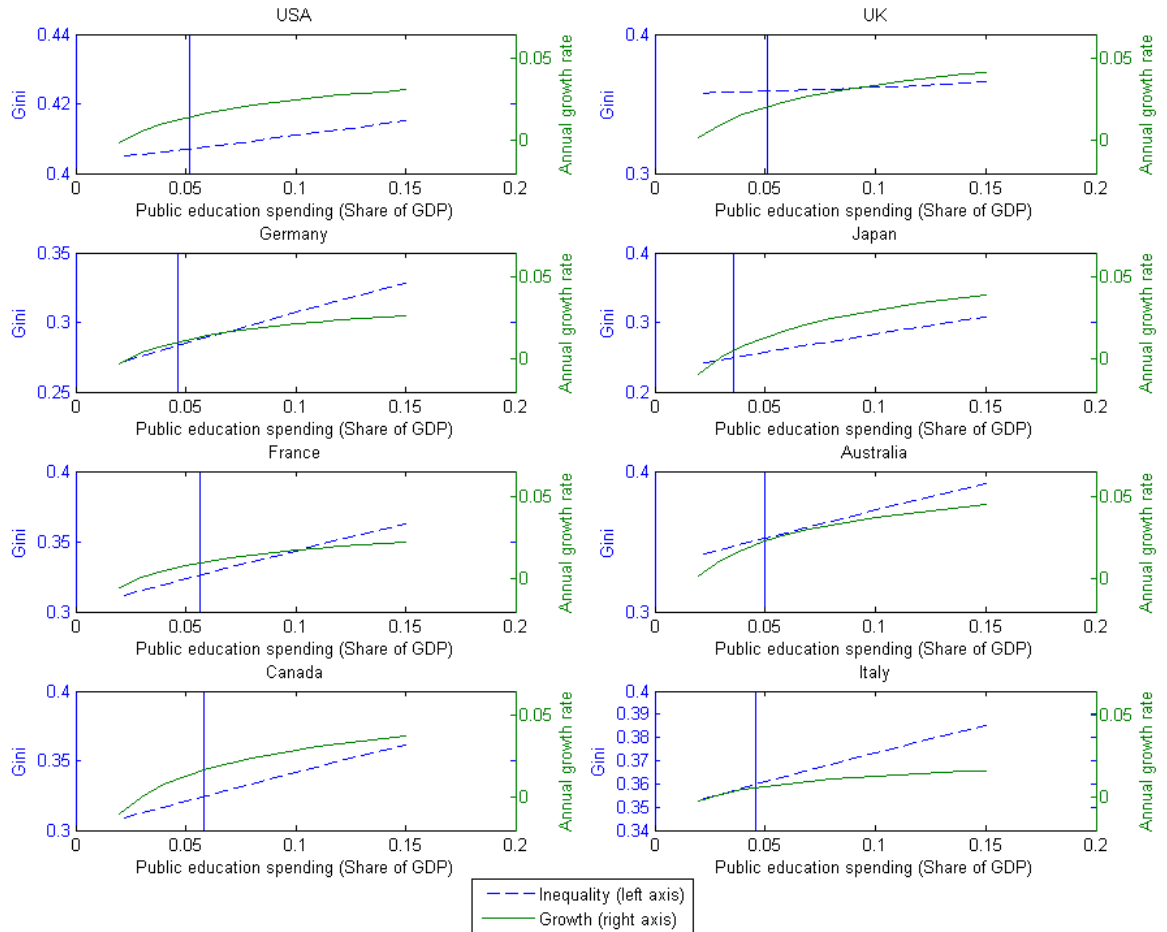 USA
0.44
0.42
0.4
Gini
0.05
0
Annual growth rate
0
0.05
0.1
0.15
0.2
Public education spending (Share of GDP)
UK
0.4
0.3
Gini
0.05
0
Annual growth rate
0
0.05
0.1
0.15
0.2
Public education spending (Share of GDP)
Germany
0.35
0.3
0.25
Gini
0.05
0
Annual growth rate
0
0.05
0.1
0.15
0.2
Public education spending (Share of GDP)
Japan
0.4
0.3
0.2
Gini
0.05
0
Annual growth rate
0
0.05
0.1
0.15
0.2
Public education spending (Share of GDP)
France
0.4
0.35
0.3
Gini
0.05
0
Annual growth rate
0
0.05
0.1
0.15
0.2
Public education spending (Share of GDP)
Australia
0.4
0.3
Gini
0.05
0
Annual growth rate
0
0.05
0.1
0.15
0.2
Public education spending (Share of GDP)
Canada
0.4
0.35
0.3
Gini
0.05
0
Annual growth rate
0
0.05
0.1
0.15
0.2
Public education spending (Share of GDP)
Italy
0.4
0.39
0.38
0.37
0.36
0.35
0.34
Gini
0.05
0
Annual growth rate
0
0.05
0.1
0.15
0.2
Public education spending (Share of GDP)
Inequality (left axis)
Growth (right axis)